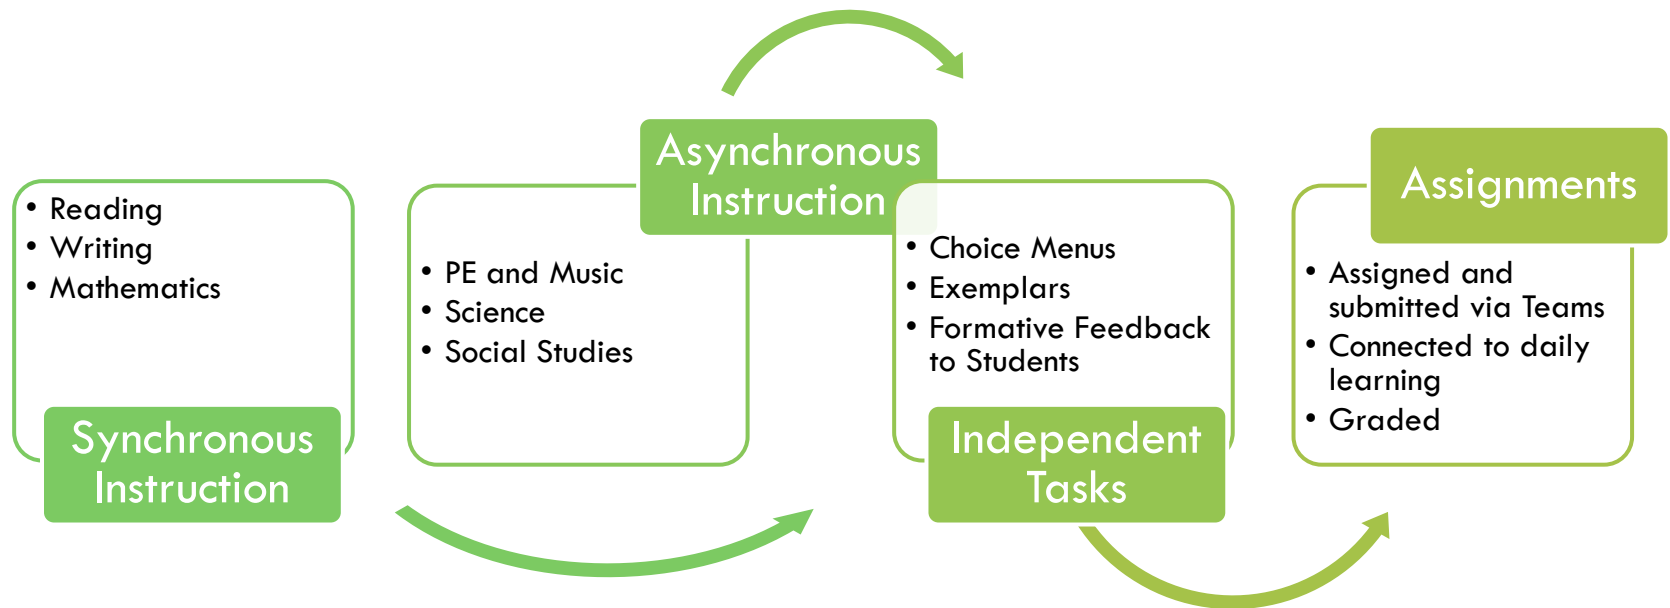 • Reading
• Writing
• Mathematics
Synchronous
Instruction
Asynchronous
Instruction
• PE and Music
• Science
• Social Studies
• Choice Menus
• Exemplars
• Formative Feedback
to Students
Independent
Tasks
Assignments
• Assigned and
submitted via Teams
• Connected to daily
learning
• Graded